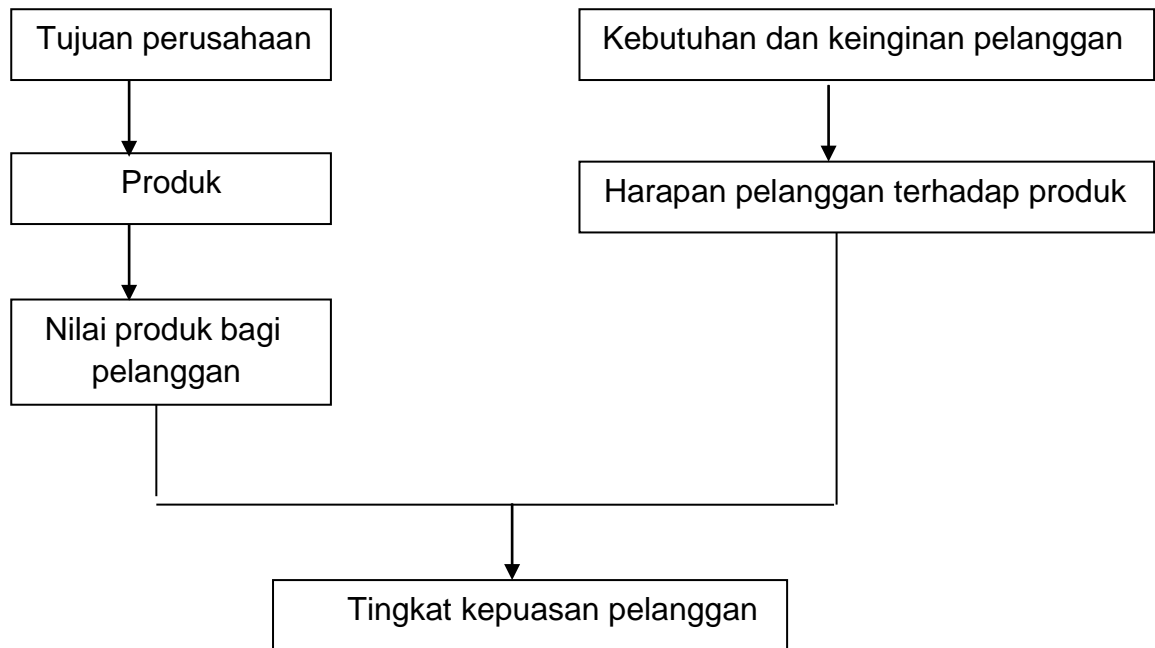 Tujuan perusahaan
Kebutuhan dan keinginan pelanggan
Produk
Harapan pelanggan terhadap produk
Nilai produk bagi
pelanggan
Tingkat kepuasan pelanggan